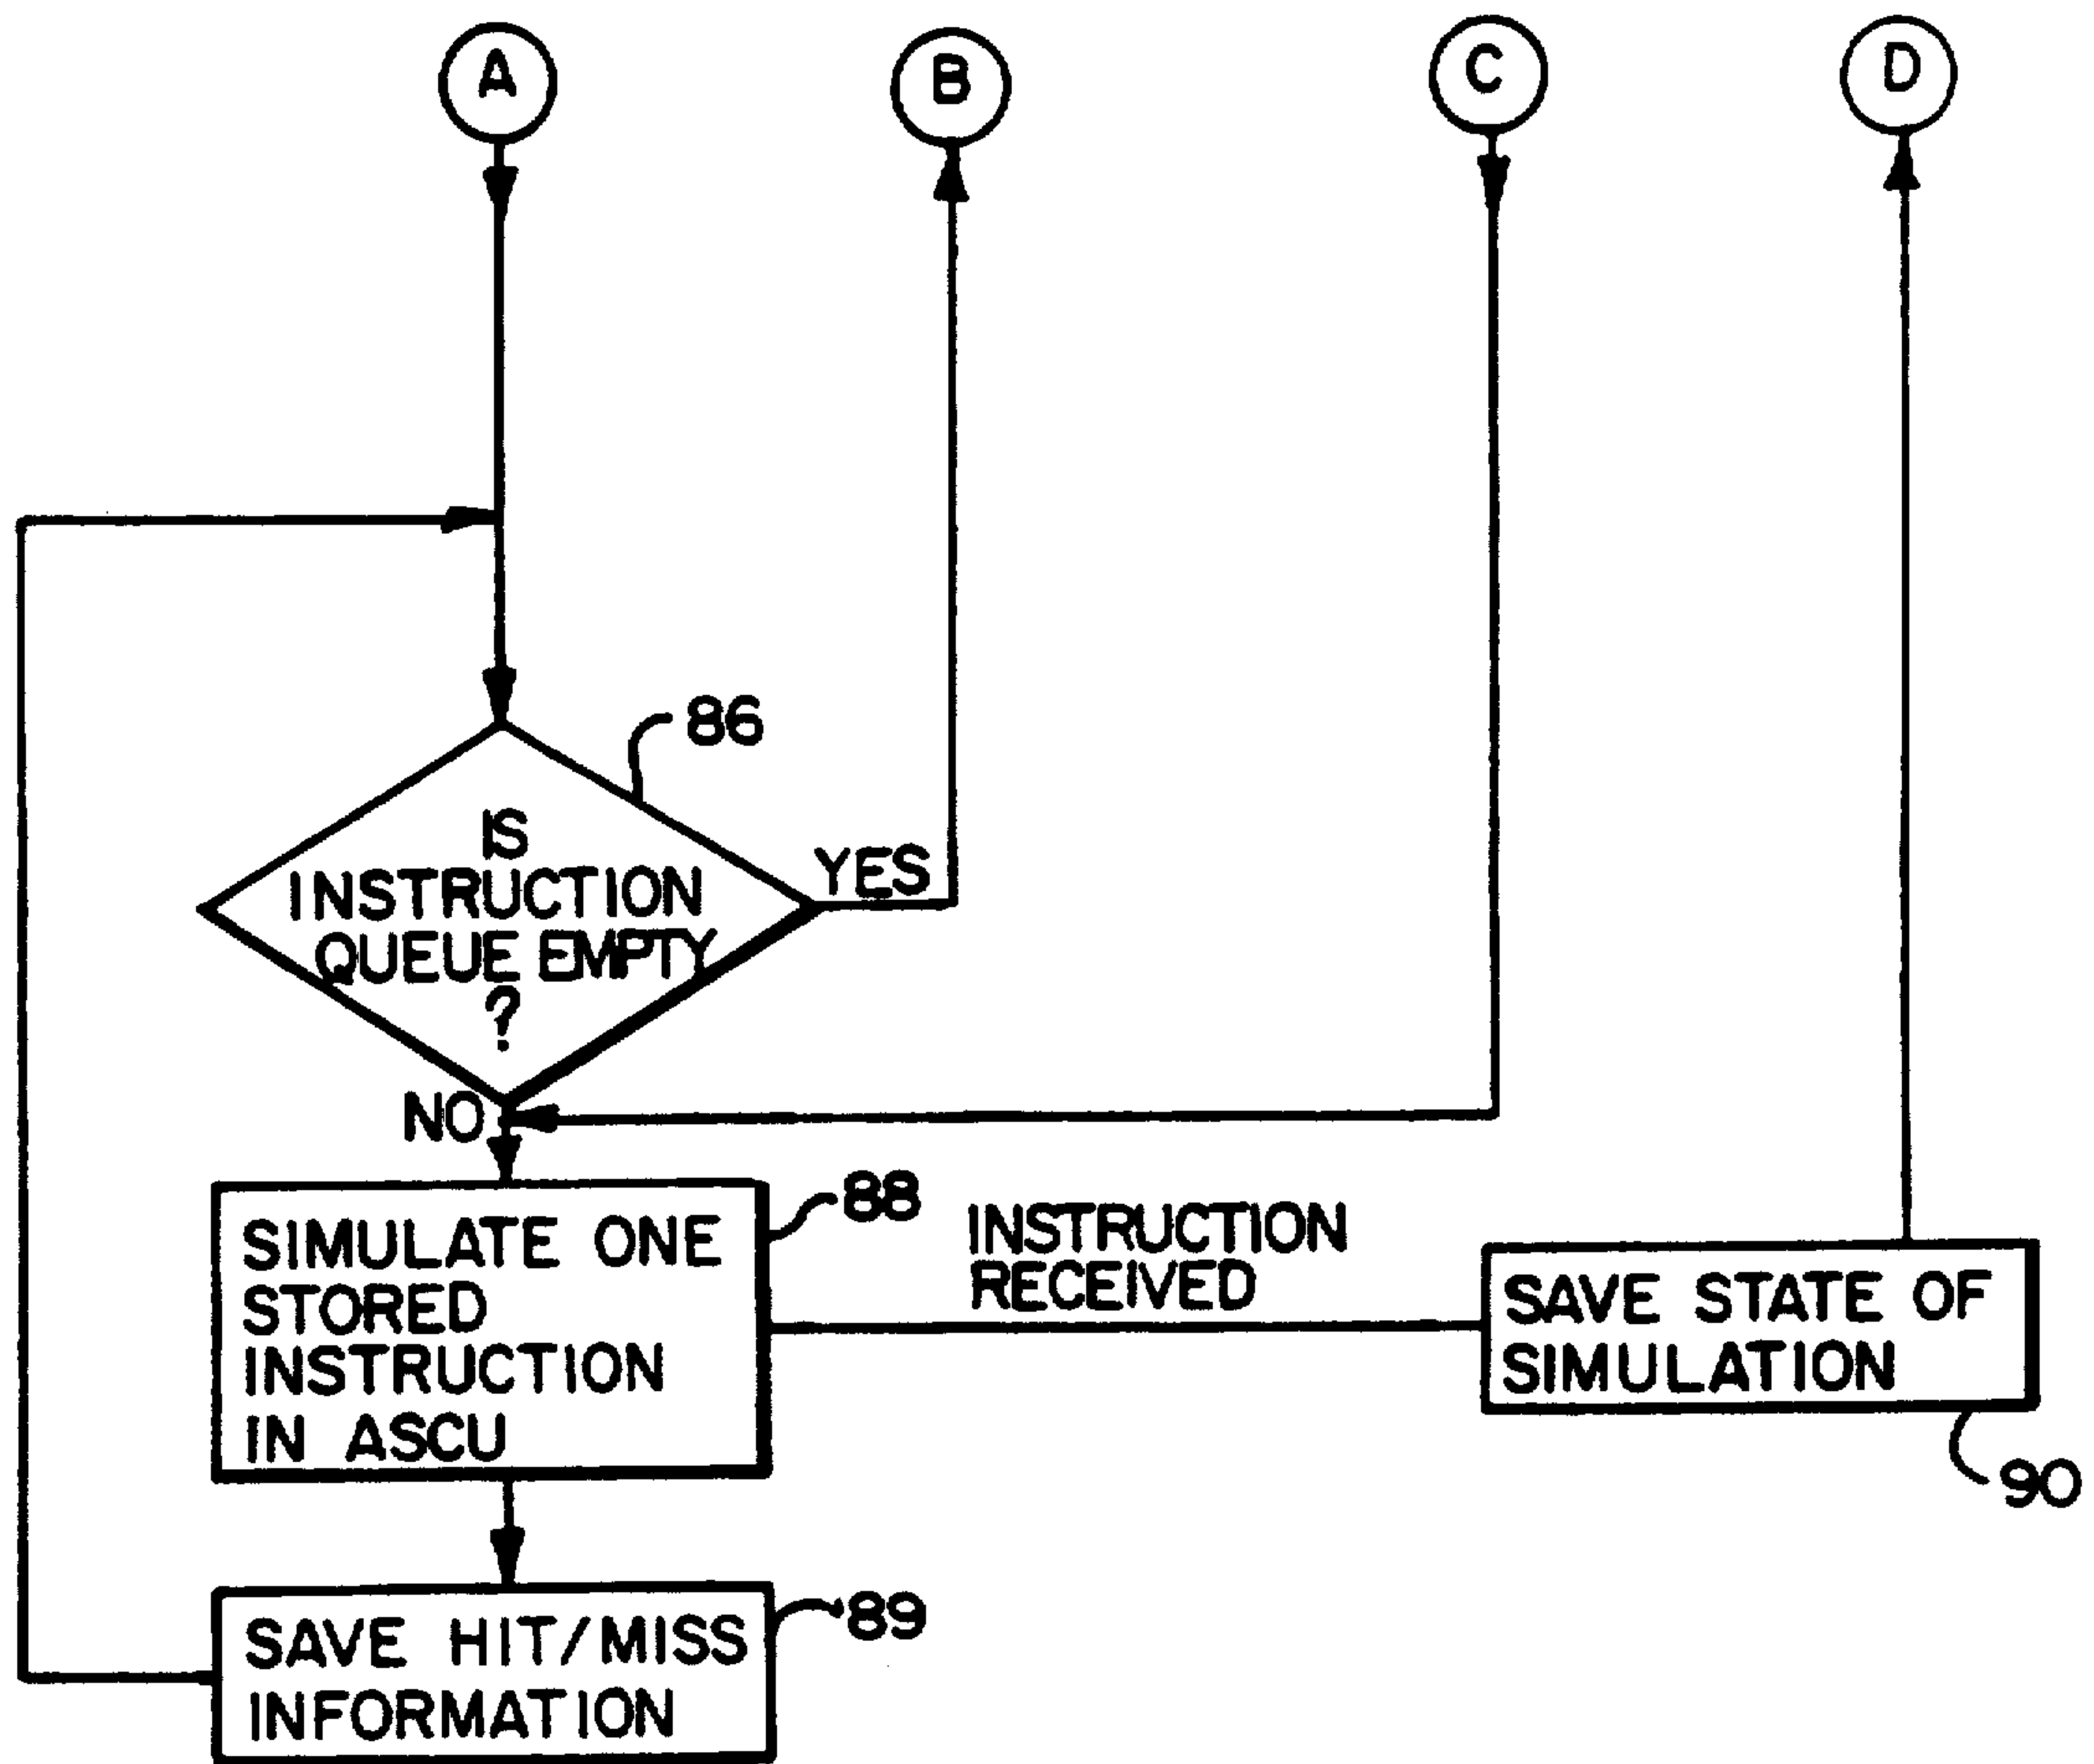 A
B
C
D
86
IS
INSTRUCTION
QUEUE EMPTY
?
YES
NO
88
SIMULATE ONE
STORED
INSTRUCTION
IN ASCU
INSTRUCTION
RECEIVED
SAVE STATE OF
SIMULATION
90
89
SAVE HIT/MISS
INFORMATION